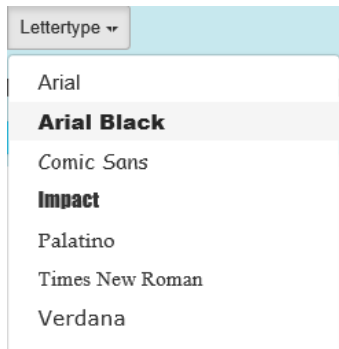 Lettertype
Arial
Arial Black
Comic Sans
Impact
Palatino
Times New Roman
Verdana